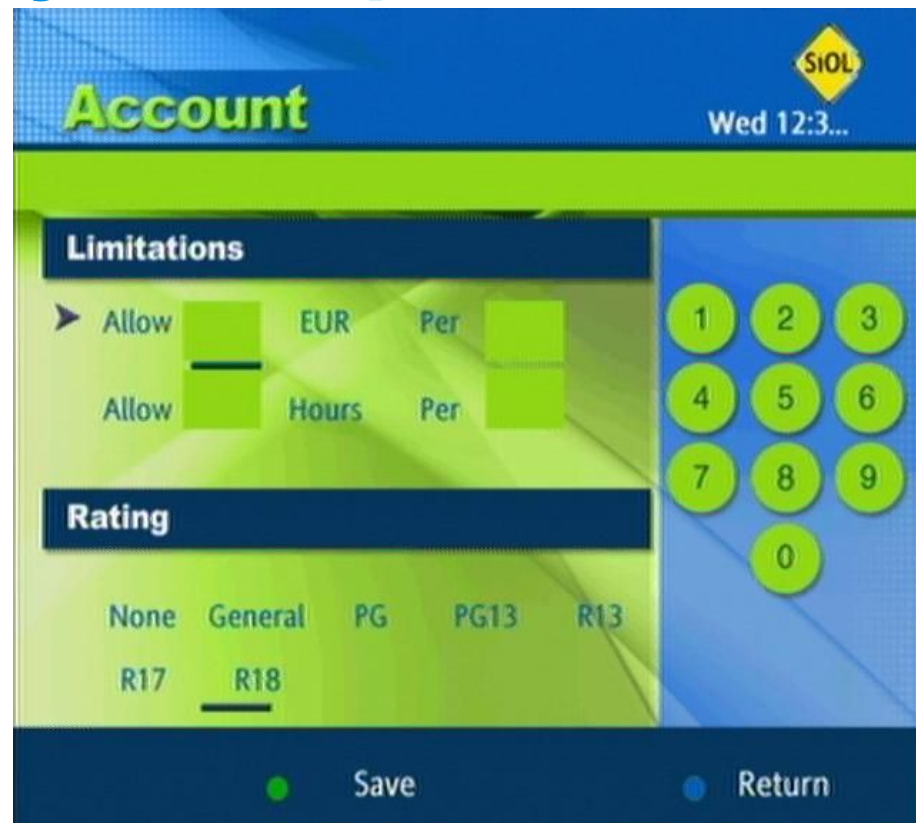 SiOL
Account
Wed 12:3...
Limitations
Allow EUR Per
Allow Hours Per
1 2 3
4 5 6
7 8 9
0
Rating
None General PG PG13 R13
R17 R18
Save Return